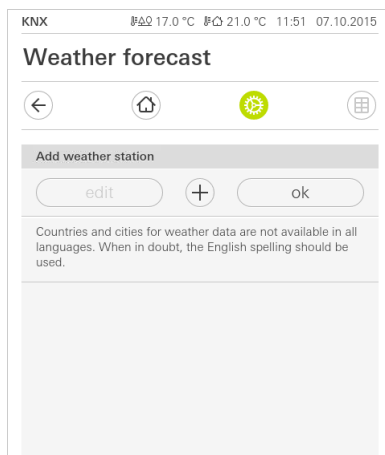 KNX 17.0 °C 21.0 °C 11:51 07.10.2015
Weather forecast
Add weather station
edit + ok
Countries and cities for weather data are not available in all
languages. When in doubt, the English spelling should be
used.